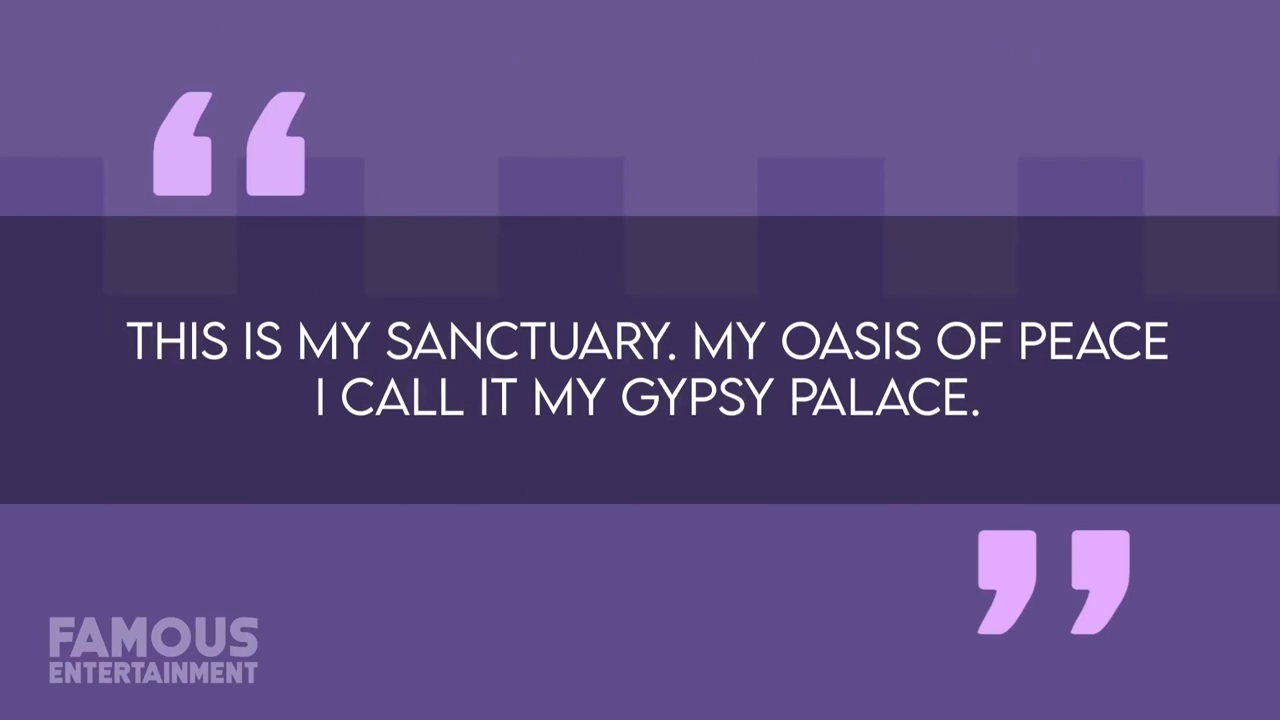 THIS IS MY SANCTUARY. MY OASIS OF PEACE
I CALL IT MY GYPSY PALACE.
FAMOUS
ENTERTAINMENT